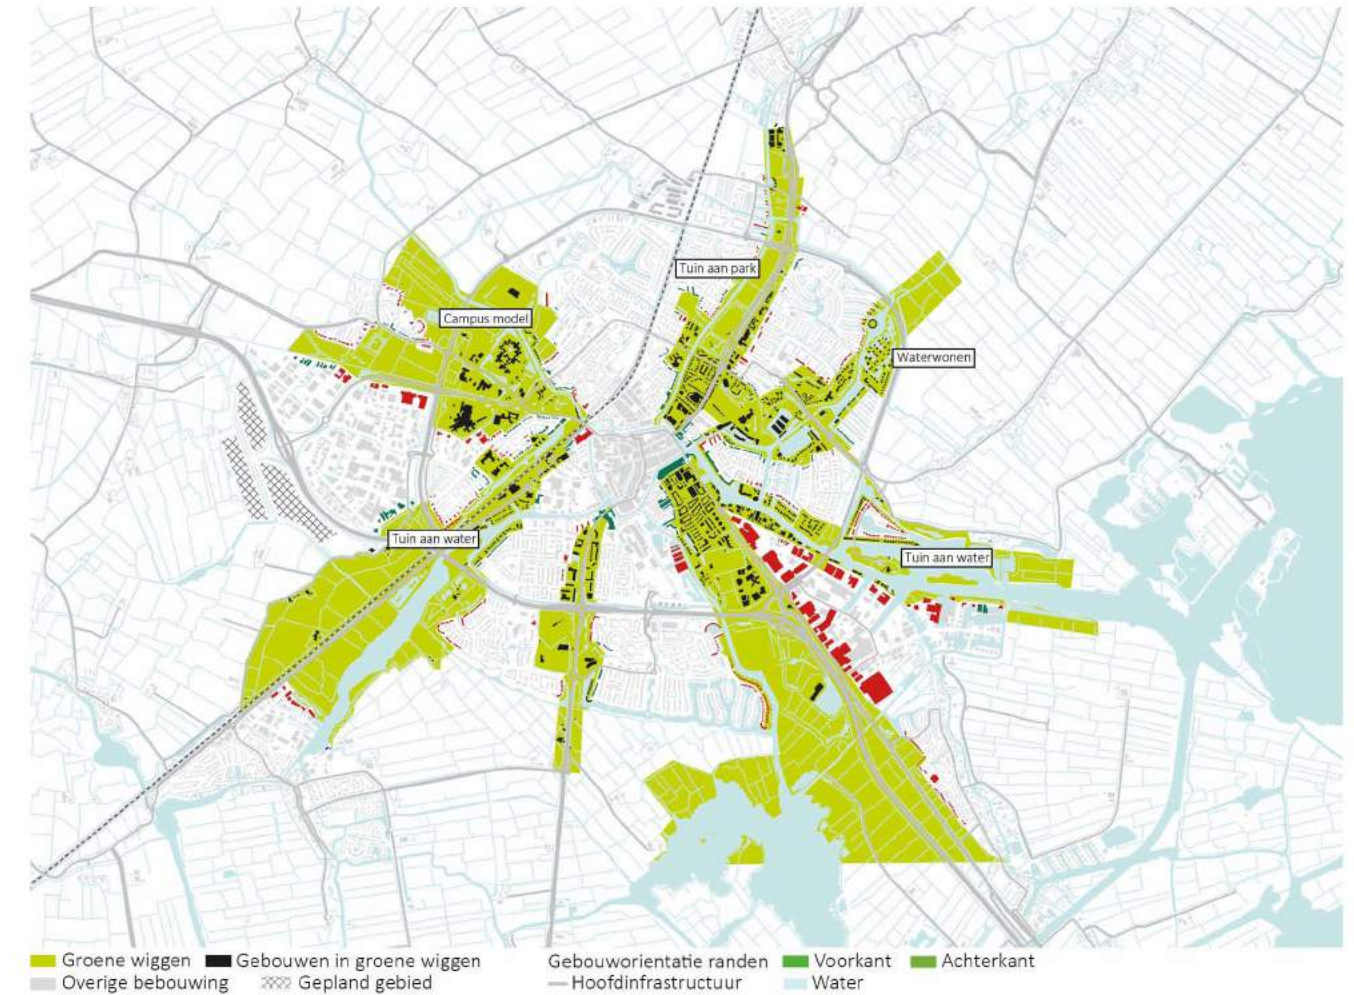 Tuin aan park
Campus model
Waterwonen
Tuin aan water
Tuin aan water
Groene wiggen
Gebouwen in groene wiggen
Gebouworientatie randen
Voorkant
Achterkant
Overige bebouwing
Gepland gebied
Hoofdinfrastructuur
Water